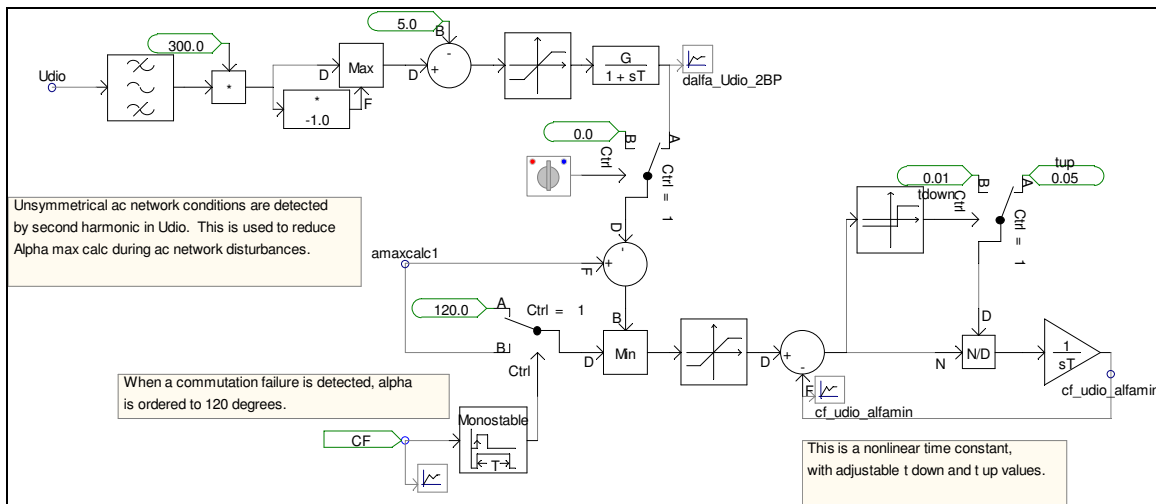 5.0
B
300.0
-
G
1 + sT
Udio
D
Max
D
+
*
*
-1.0
F
dalfa_Udio_2BP
0.0
B
A
Ctrl
Ctrl = 1
tup
0.01
B
A
0.05
tdown
Ctrl
Ctrl = 1
Unsymmetrical ac network conditions are detected
by second harmonic in Udio. This is used to reduce
Alpha max calc during ac network disturbances.
D
-
amaxcalc1
+
F
120.0
A
Ctrl = 1
B
D
B
Ctrl
D
Min
D
+
-
N
N/D
1
sT
F
cf_udio_alfamin
cf_udio_alfamin
When a commutation failure is detected, alpha
is ordered to 120 degrees.
Monostable
T
CF
This is a nonlinear time constant,
with adjustable t down and t up values.